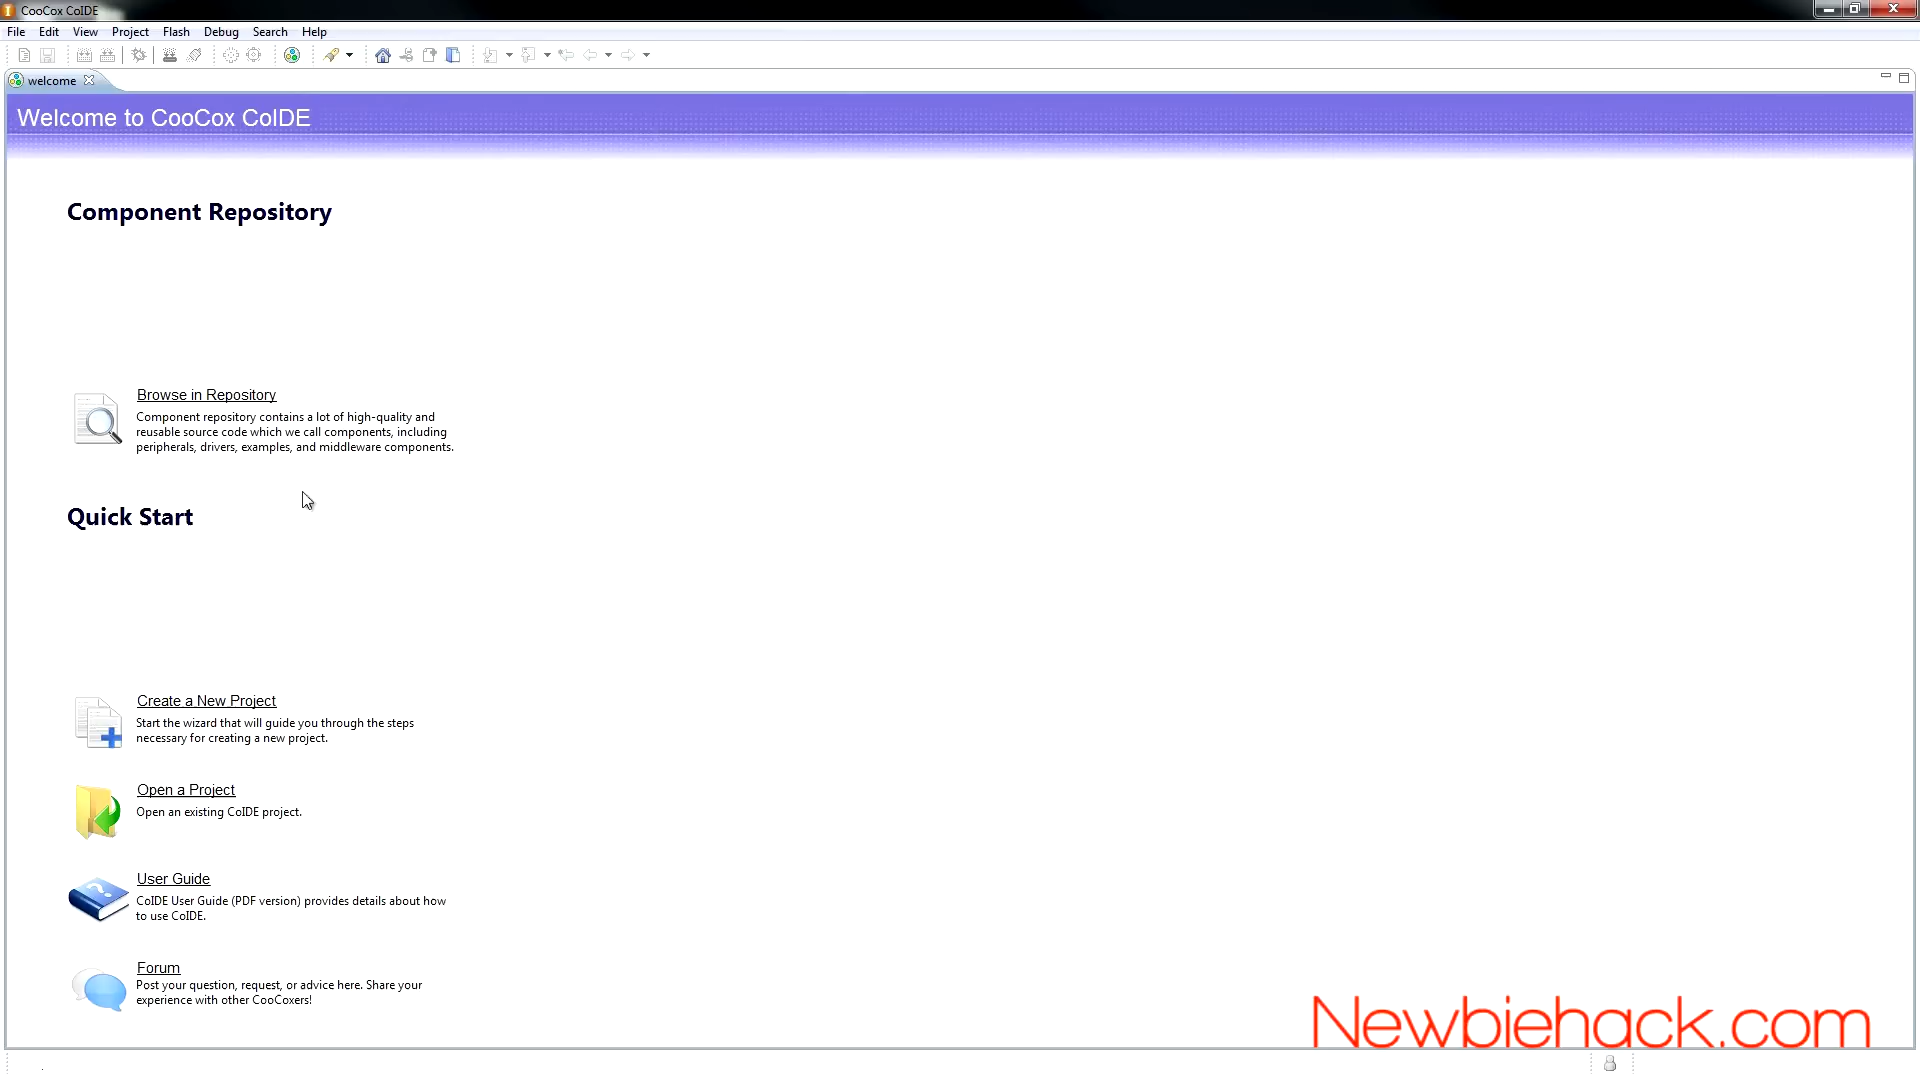 CooCox CoIDE
File Edit View Project Flash Debug Search Help
welcome
Welcome to CooCox CoIDE
Component Repository
Browse in Repository
Component repository contains a lot of high-quality and
reusable source code which we call components, including
peripherals, drivers, examples, and middleware components.
Quick Start
Create a New Project
Start the wizard that will guide you through the steps
necessary for creating a new project.
Open a Project
Open an existing CoIDE project.
User Guide
CoIDE User Guide (PDF version) provides details about how
to use CoIDE.
Forum
Post your question, request, or advice here. Share your
experience with other CooCoxers!
Newbiehack.com